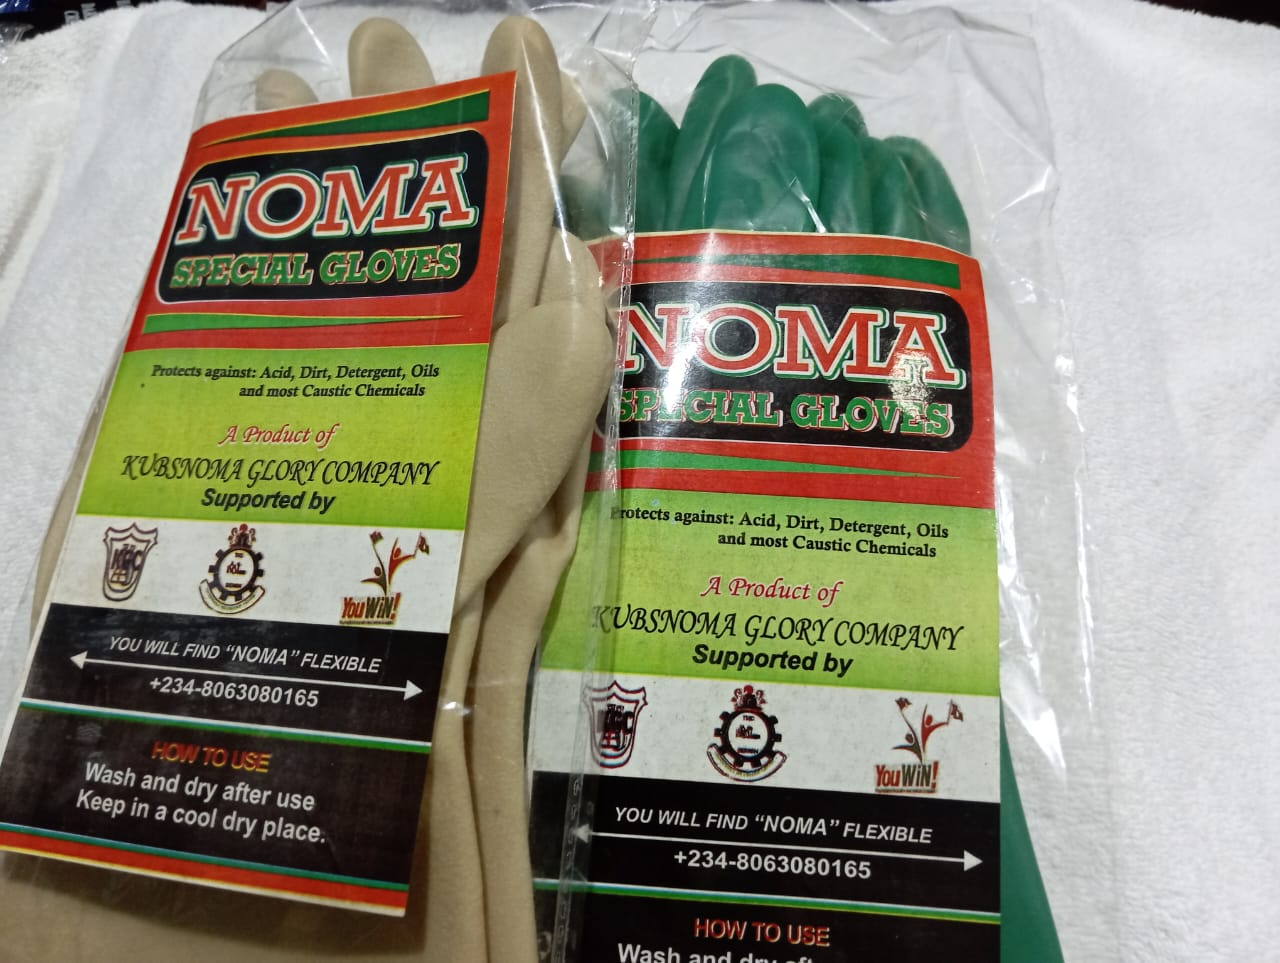 NOMA
SPECIAL GLOVES
Protects against: Acid, Dirt, Detergent, Oils
and most Caustic Chemicals
A Product of
KUBSNOMA GLORY COMPANY
Supported by
KGC
YouWiN!
YOU WILL FIND "NOMA" FLEXIBLE
+234-8063080165
HOW TO USE
Wash and dry after use
Keep in a cool dry place.
NOMA
SPECIAL GLOVES
Protects against: Acid, Dirt, Detergent, Oils
and most Caustic Chemicals
A Product of
KUBSNOMA GLORY COMPANY
Supported by
KGC
YouWiN!
YOU WILL FIND "NOMA" FLEXIBLE
+234-8063080165
HOW TO USE
Wash and dry